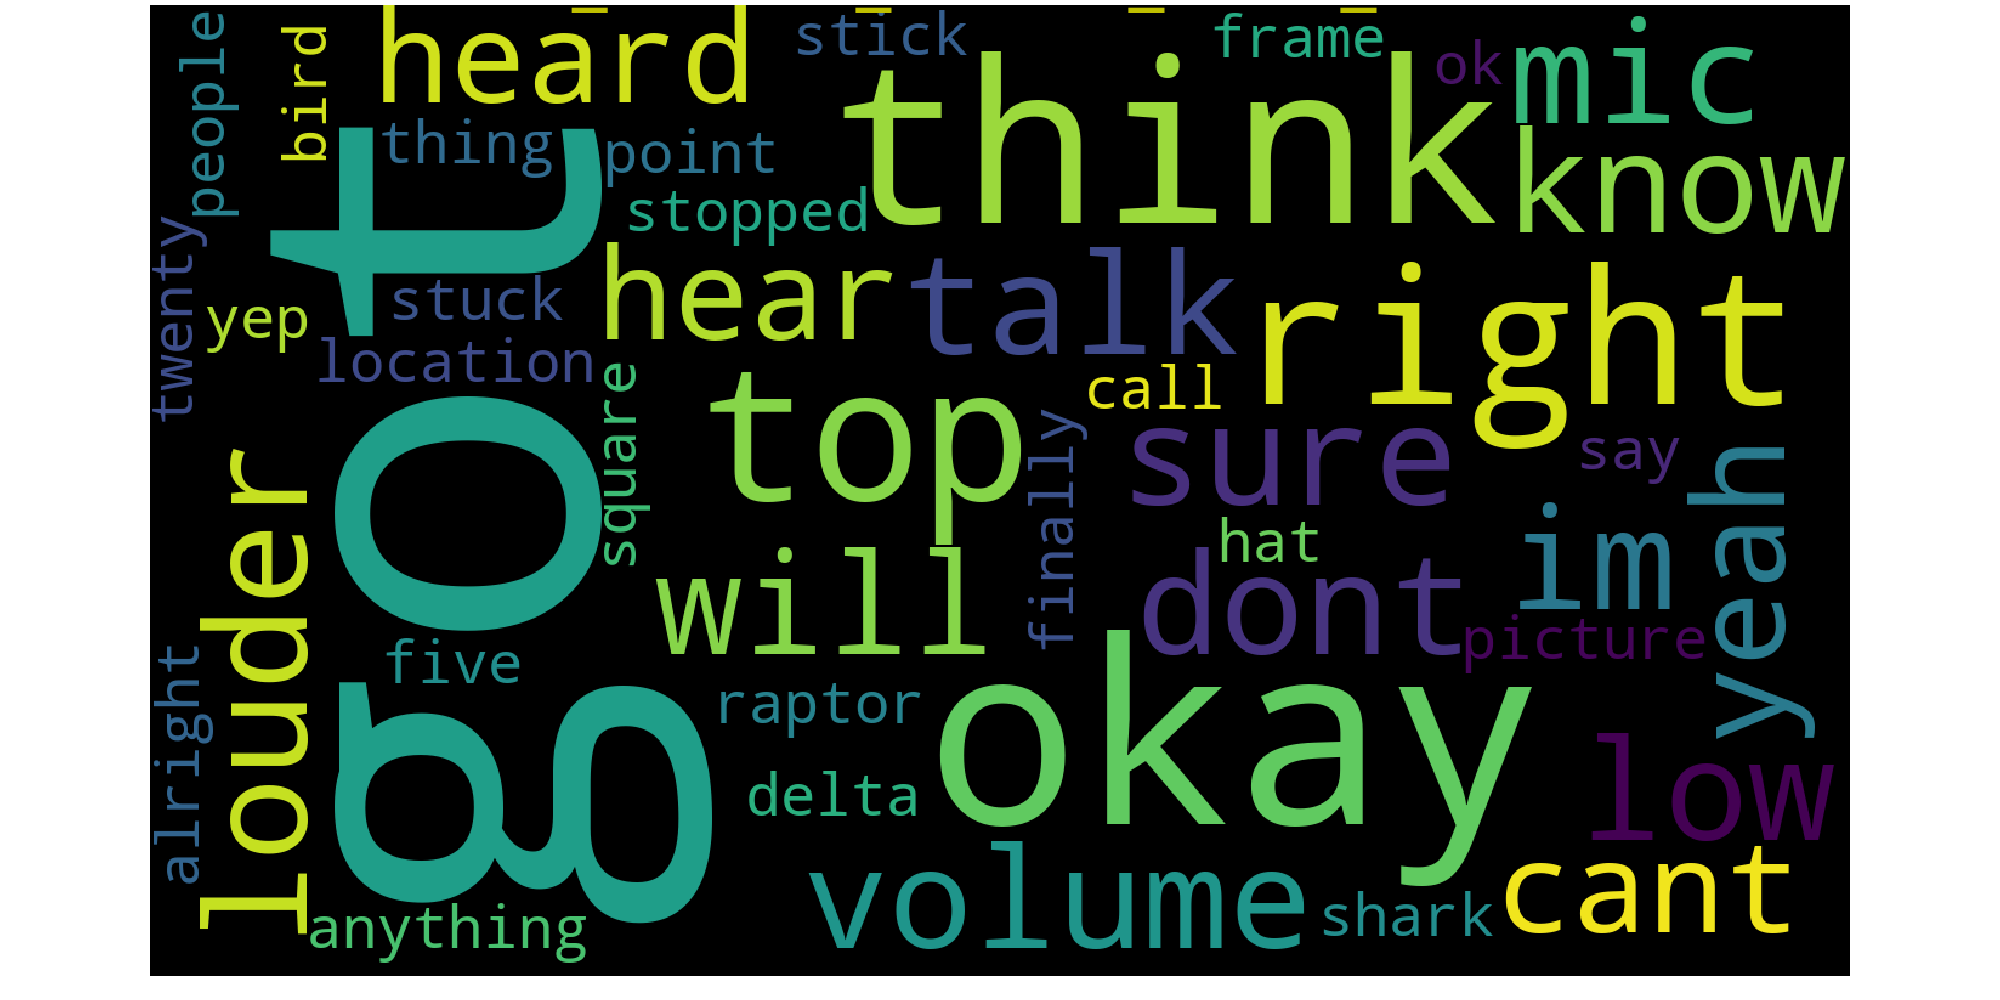 people
bird
heard
stick
frame
ok
mic
thing
point
think
know
stopped
got
twenty
yep
stuck
location
hear
talk
right
square
top
call
finally
sure
say
yeah
louder
hat
will
dont
im
picture
five
alright
raptor
okay
delta
low
anything
volume
shark
cant